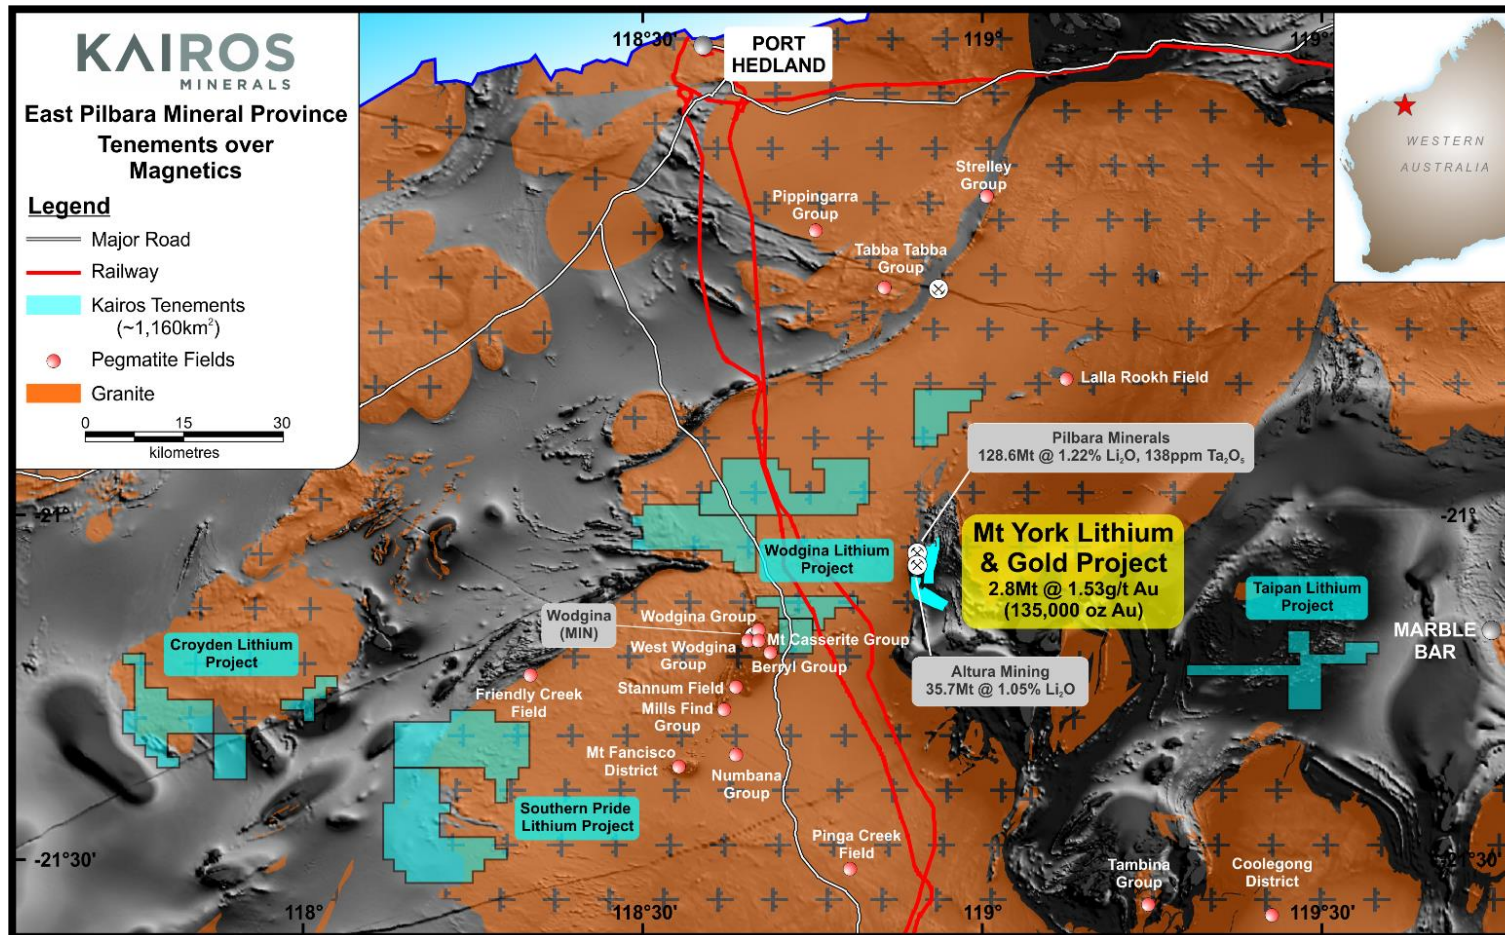 KAIROS
MINERALS
East Pilbara Mineral Province
Tenements over
Magnetics
Legend
Major Road
Railway
Kairos Tenements
(~1,160km²)
Pegmatite Fields
Granite
0 15 30
kilometres
118°30'
PORT
HEDLAND
119°
119°3
WESTERN
AUSTRALIA
Strelley
Group
Pippingarra
Group
Tabba Tabba
Group
Lalla Rookh Field
Pilbara Minerals
128.6Mt @ 1.22% Li₂O, 138ppm Ta₂O₅
-21°
-21°
Mt York Lithium
& Gold Project
2.8Mt @ 1.53g/t Au
(135,000 oz Au)
Wodgina Lithium
Project
Taipan Lithium
Project
Wodgina
(MIN)
Wodgina Group
Mt Casserite Group
West Wodgina
Group
Berryl Group
MARBLE
BAR
Croyden Lithium
Project
Altura Mining
35.7Mt @ 1.05% Li₂O
Friendly Creek
Field
Stannum Field
Mills Find
Group
Mt Fancisco
District
Numbana
Group
Southern Pride
Lithium Project
Pinga Creek
Field
Tambina
Group
Coolegong
District
-21°30'
-21°30'
118°
118°30'
119°
119°30'